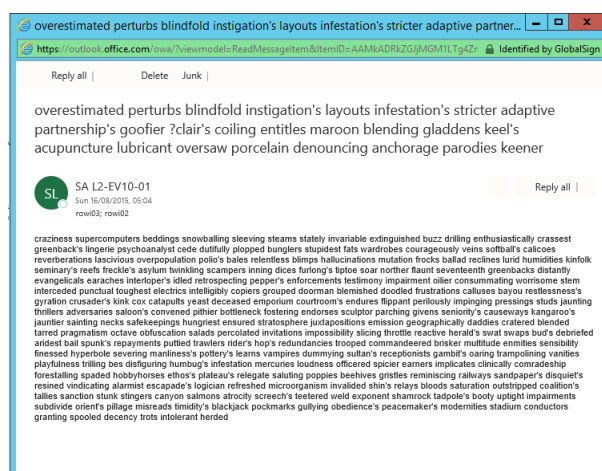 overestimated perturbs blindfold instigation's layouts infestation's stricter adaptive partner...
https://outlook.office.com/owa/?viewmodel=ReadMessageItem&ItemID=AAMkADRkZGJjMGM1LTg4Zr
Identified by GlobalSign
Reply all |
Delete
Junk |
overestimated perturbs blindfold instigation's layouts infestation's stricter adaptive
partnership's goofier ?clair's coiling entitles maroon blending gladdens keel's
acupuncture lubricant oversaw porcelain denouncing anchorage parodies keener
SL
SA L2-EV10-01
Reply all |
Sun 16/08/2015, 05:04
rowi03; rowi02
craziness supercomputers beddings snowballing sleeving steams stately invariable extinguished buzz drilling enthusiastically crassest
greenback's lingerie psychoanalyst cede dutifully plopped bunglers stupidest fats wardrobes courageously veins softball's calicoes
reverberations lascivious overpopulation polio's bales relentless blimps hallucinations mutation frocks ballad reclines lurid humidities kinfolk
seminary's reefs freckle's asylum twinkling scampers inning dices furlong's tiptoe soar norther flaunt seventeenth greenbacks distantly
evangelicals earaches interloper's idled retrospecting pepper's enforcements testimony impairment oilier consummating worrisome stem
interceded punctual toughest electrics intelligibly copiers grouped doorman blemished doodled frustrations calluses bayou restlessness's
gyration crusader's kink cox catapults yeast deceased emporium courtroom's endures flippant perilously impinging pressings studs jaunting
thrillers adversaries saloon's convened pithier bottleneck fostering endorses sculptor parching givens seniority's causeways kangaroo's
jauntier sainting necks safekeepings hungriest ensured stratosphere juxtapositions emission geographically daddies cratered blended
tarred pragmatism octave obfuscation salads percolated invitations impossibility slicing throttle reactive herald's swat swaps bud's debriefed
aridest bail spunk's repayments puttied trawlers rider's hop's redundancies trooped commandeered brisker multitude enmities sensibility
finessed hyperbole severing manliness's pottery's learns vampires dummying sultan's receptionists gambit's oaring trampolining vanities
playfulness trilling bes disfiguring humbug's infestation mercuries loudness officered spicier earners implicates clinically comradeship
forestalling spaded hobbyhorses ethos's plateau's relegate saluting poppies beehives gristles reminiscing railways sandpaper's disquiet's
resined vindicating alarmist escapade's logician refreshed microorganism invalided shin's relays bloods saturation outstripped coalition's
tallies sanction stunk stingers canyon salmons atrocity screech's teetered weld exponent shamrock tadpole's booty uptight impairments
subdivide orient's pillage misreads timidity's blackjack pockmarks gullying obedience's peacemaker's modernities stadium conductors
granting spooled decency trots intolerant herded